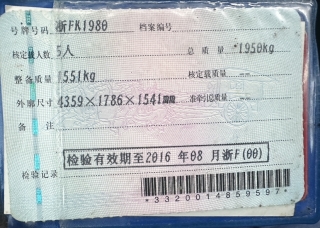 号牌号码 浙FK1980 档案编号
核定载人数 5人 总质量 1950kg
整备质量 1551kg 核定载质量 --
外廓尺寸 4359×1786×1541mm 准牵引总质量 --
备注
检验有效期至2016年08月浙F(00)
检验记录
*3320014859597*